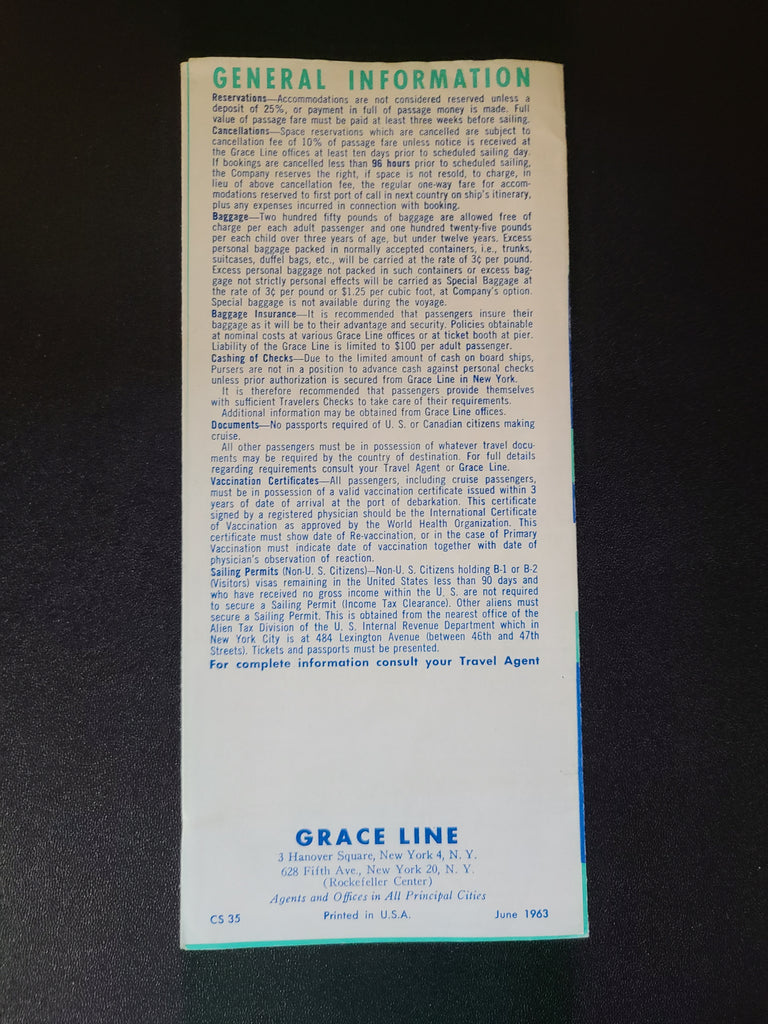 GENERAL INFORMATION
Reservations—Accommodations are not considered reserved unless a
deposit of 25%, or payment in full of passage money is made. Full
value of passage fare must be paid at least three weeks before sailing.
Cancellations—Space reservations which are cancelled are subject to
cancellation fee of 10% of passage fare unless notice is received at
the Grace Line offices at least ten days prior to scheduled sailing day.
If bookings are cancelled less than 96 hours prior to scheduled sailing,
the Company reserves the right, if space is not resold, to charge, in
lieu of above cancellation fee, the regular one-way fare for accom-
modations reserved to first port of call in next country on ship's itinerary,
plus any expenses incurred in connection with booking.
Baggage—Two hundred fifty pounds of baggage are allowed free of
charge per each adult passenger and one hundred twenty-five pounds
per each child over three years of age, but under twelve years. Excess
personal baggage packed in normally accepted containers, i.e., trunks,
suitcases, duffel bags, etc., will be carried at the rate of 3¢ per pound.
Excess personal baggage not packed in such containers or excess bag-
gage not strictly personal effects will be carried as Special Baggage at
the rate of 3¢ per pound or $1.25 per cubic foot, at Company's option.
Special baggage is not available during the voyage.
Baggage Insurance—It is recommended that passengers insure their
baggage as it will be to their advantage and security. Policies obtainable
at nominal costs at various Grace Line offices or at ticket booth at pier.
Liability of the Grace Line is limited to $100 per adult passenger.
Cashing of Checks—Due to the limited amount of cash on board ships,
Pursers are not in a position to advance cash against personal checks
unless prior authorization is secured from Grace Line in New York.
It is therefore recommended that passengers provide themselves
with sufficient Travelers Checks to take care of their requirements.
Additional information may be obtained from Grace Line offices.
Documents—No passports required of U. S. or Canadian citizens making
cruise.
All other passengers must be in possession of whatever travel docu-
ments may be required by the country of destination. For full details
regarding requirements consult your Travel Agent or Grace Line.
Vaccination Certificates—All passengers, including cruise passengers,
must be in possession of a valid vaccination certificate issued within 3
years of date of arrival at the port of debarkation. This certificate
signed by a registered physician should be the International Certificate
of Vaccination as approved by the World Health Organization. This
certificate must show date of Re-vaccination, or in the case of Primary
Vaccination must indicate date of vaccination together with date of
physician's observation of reaction.
Sailing Permits (Non-U. S. Citizens)—Non-U. S. Citizens holding B-1 or B-2
(Visitors) visas remaining in the United States less than 90 days and
who have received no gross income within the U. S. are not required
to secure a Sailing Permit (Income Tax Clearance). Other aliens must
secure a Sailing Permit. This is obtained from the nearest office of the
Alien Tax Division of the U. S. Internal Revenue Department which in
New York City is at 484 Lexington Avenue (between 46th and 47th
Streets). Tickets and passports must be presented.
For complete information consult your Travel Agent
GRACE LINE
3 Hanover Square, New York 4, N. Y.
628 Fifth Ave., New York 20, N. Y.
(Rockefeller Center)
Agents and Offices in All Principal Cities
CS 35 Printed in U.S.A. June 1963